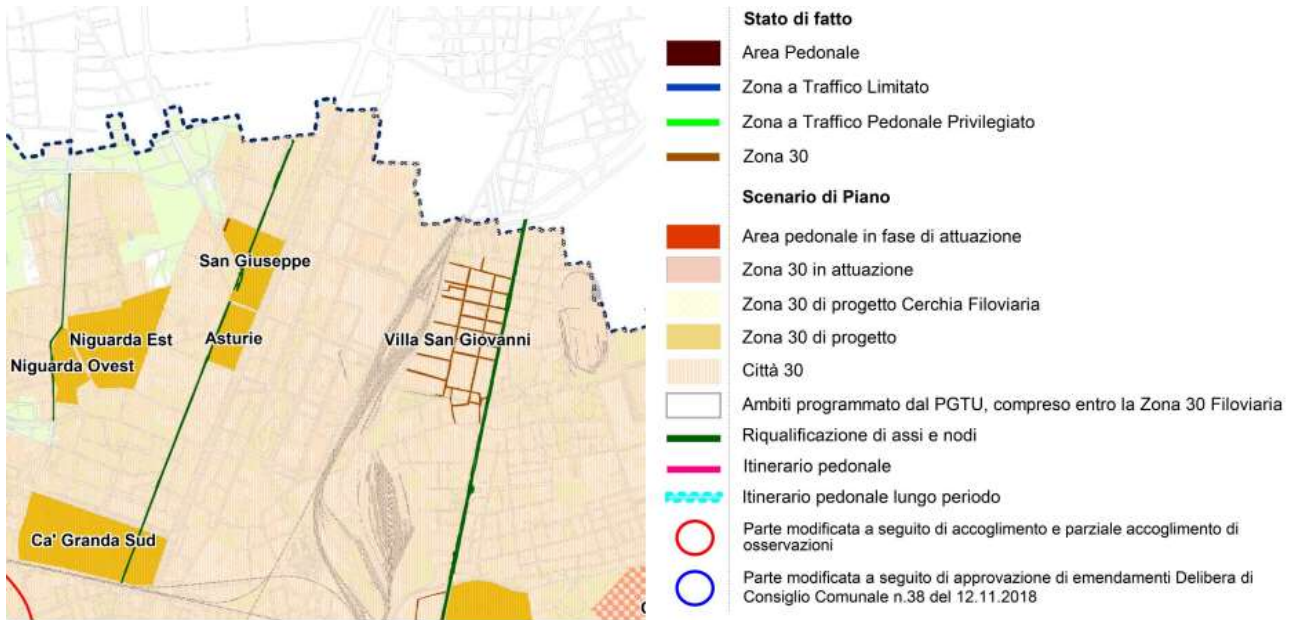 San Giuseppe
Niguarda Est
Asturie
Villa San Giovanni
Niguarda Ovest
Ca' Granda Sud
Stato di fatto
Area Pedonale
Zona a Traffico Limitato
Zona a Traffico Pedonale Privilegiato
Zona 30
Scenario di Piano
Area pedonale in fase di attuazione
Zona 30 in attuazione
Zona 30 di progetto Cerchia Filoviaria
Zona 30 di progetto
Città 30
Ambiti programmato dal PGTU, compreso entro la Zona 30 Filoviaria
Riqualificazione di assi e nodi
Itinerario pedonale
Itinerario pedonale lungo periodo
Parte modificata a seguito di accoglimento e parziale accoglimento di
osservazioni
Parte modificata a seguito di approvazione di emendamenti Delibera di
Consiglio Comunale n.38 del 12.11.2018